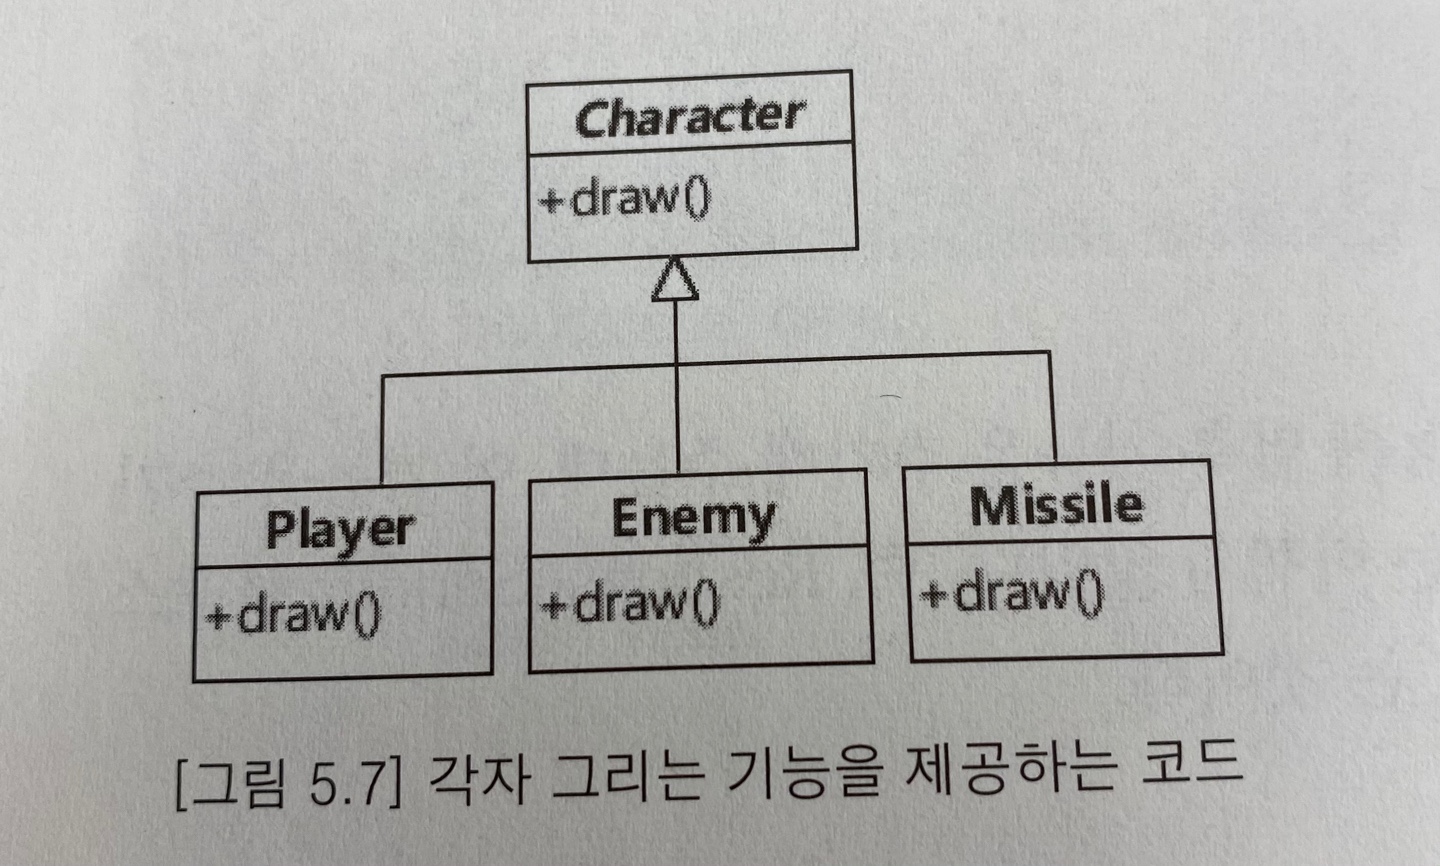 Character
+draw()
Player
+draw()
Enemy
+draw()
Missile
+draw()
[그림 5.7] 각자 그리는 기능을 제공하는 코드